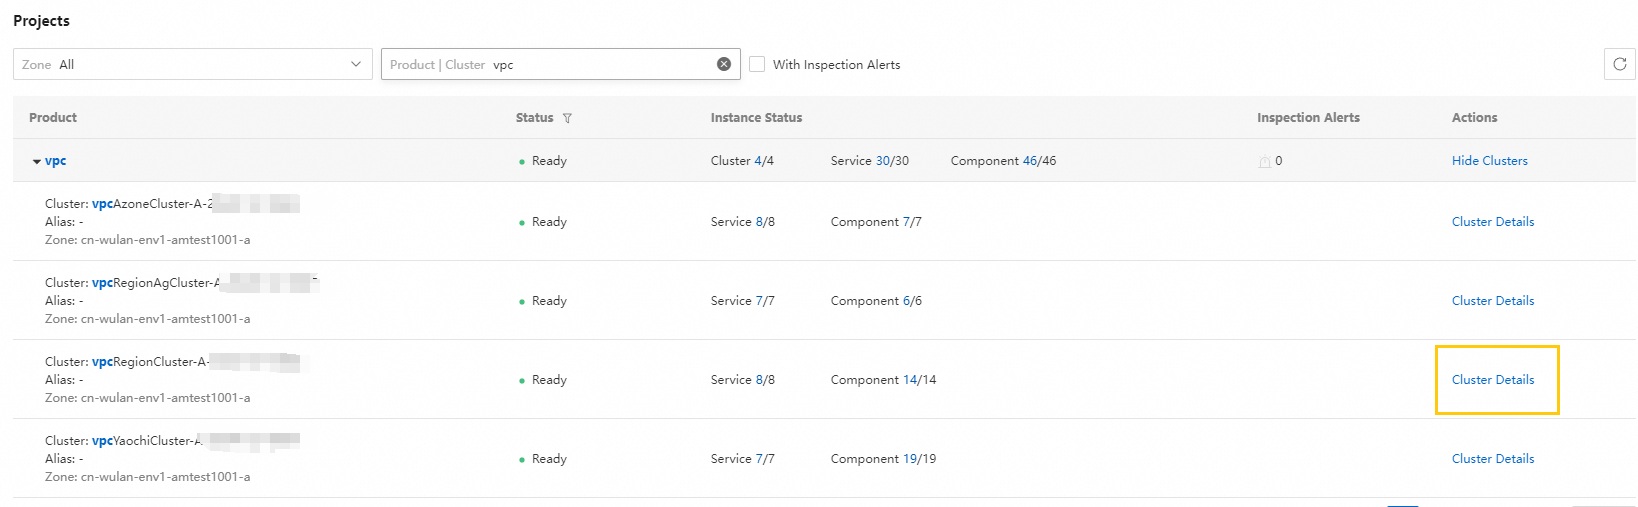 Projects
Zone All Product | Cluster vpc With Inspection Alerts
Product Status Instance Status Inspection Alerts Actions
vpc Ready Cluster 4/4 Service 30/30 Component 46/46 0 Hide Clusters
Cluster: vpcAzoneCluster-A-2
Alias: - Ready Service 8/8 Component 7/7 Cluster Details
Zone: cn-wulan-env1-amtest1001-a
Cluster: vpcRegionAgCluster-A
Alias: - Ready Service 7/7 Component 6/6 Cluster Details
Zone: cn-wulan-env1-amtest1001-a
Cluster: vpcRegionCluster-A-
Alias: - Ready Service 8/8 Component 14/14 Cluster Details
Zone: cn-wulan-env1-amtest1001-a
Cluster: vpcYaochiCluster-A
Alias: - Ready Service 7/7 Component 19/19 Cluster Details
Zone: cn-wulan-env1-amtest1001-a